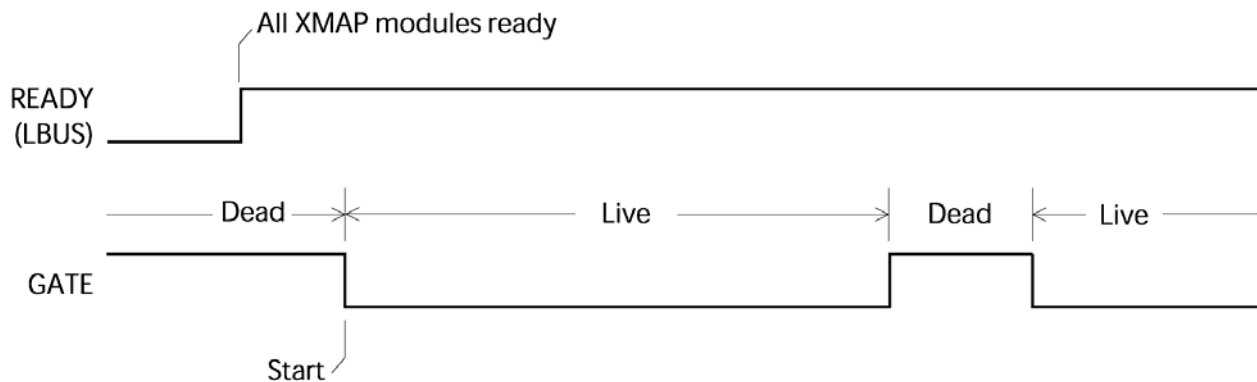 All XMAP modules ready
READY
(LBUS)
Dead
Live
Dead
Live
GATE
Start